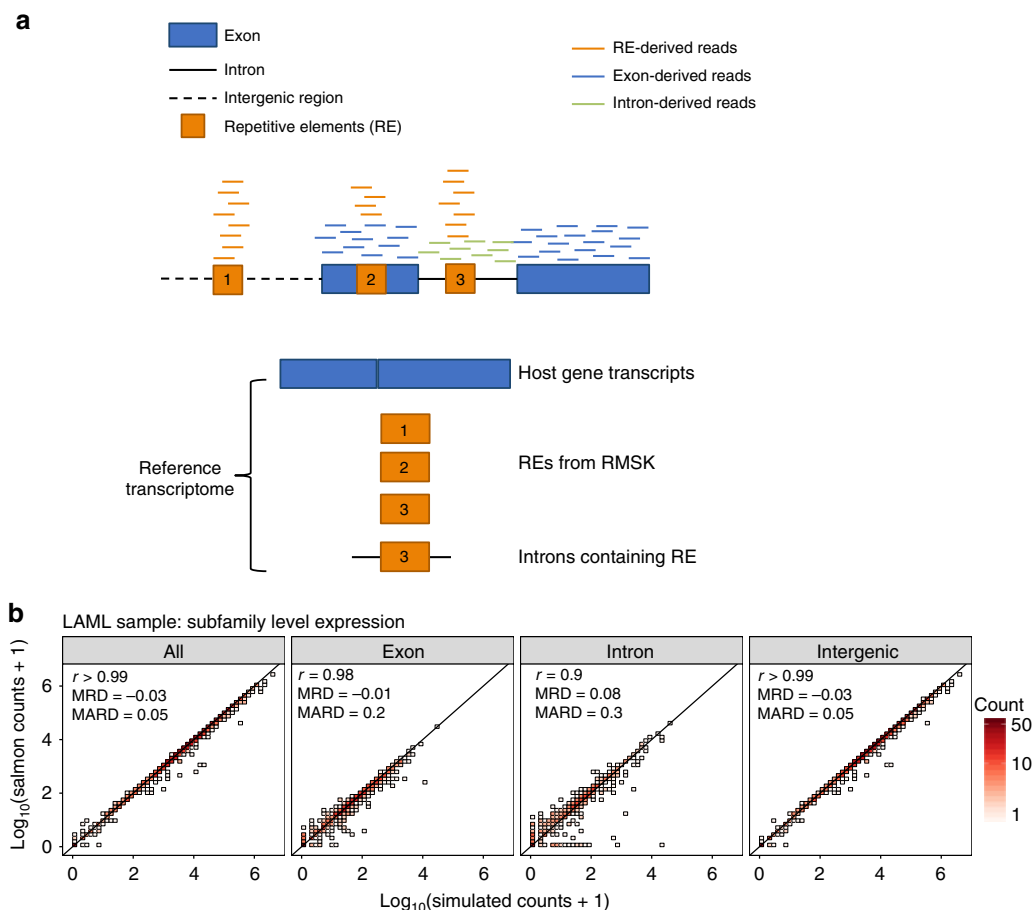 a
Exon
Intron
Intergenic region
Repetitive elements (RE)
RE-derived reads
Exon-derived reads
Intron-derived reads
1
2
3
Host gene transcripts
1
2
3
REs from RMSK
Reference
transcriptome
3
Introns containing RE
b
LAML sample: subfamily level expression
All
Exon
Intron
Intergenic
r > 0.99
MRD = −0.03
MARD = 0.05
r = 0.98
MRD = −0.01
MARD = 0.2
r = 0.9
MRD = 0.08
MARD = 0.3
r > 0.99
MRD = −0.03
MARD = 0.05
Log10(salmon counts + 1)
6
4
2
0
0 2 4 6
0 2 4 6
0 2 4 6
0 2 4 6
Log10(simulated counts + 1)
Count
50
10
1